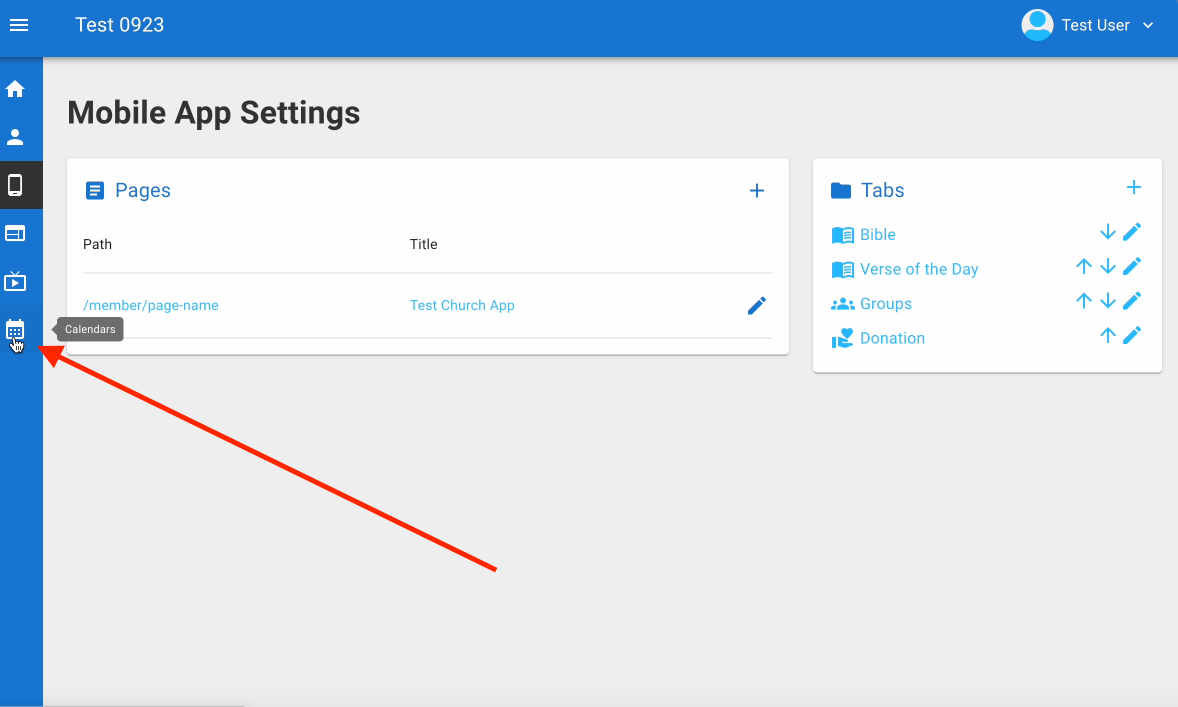 Test 0923
Test User
Mobile App Settings
Pages
Path Title
/member/page-name Test Church App
Calendars
Tabs
Bible
Verse of the Day
Groups
Donation